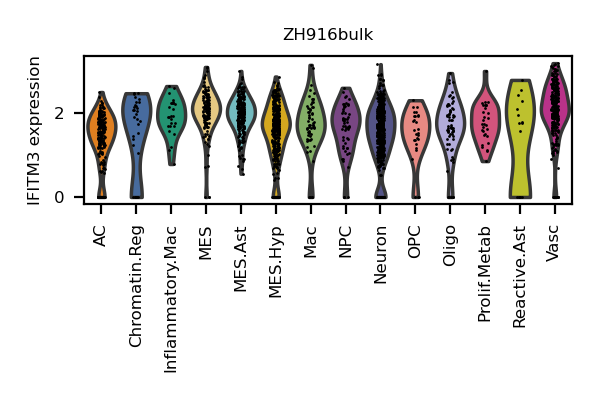 ZH916bulk
IFITM3 expression
2
0
AC
Chromatin.Reg
Inflammatory.Mac
MES
MES.Ast
MES.Hyp
Mac
NPC
Neuron
OPC
Oligo
Prolif.Metab
Reactive.Ast
Vasc